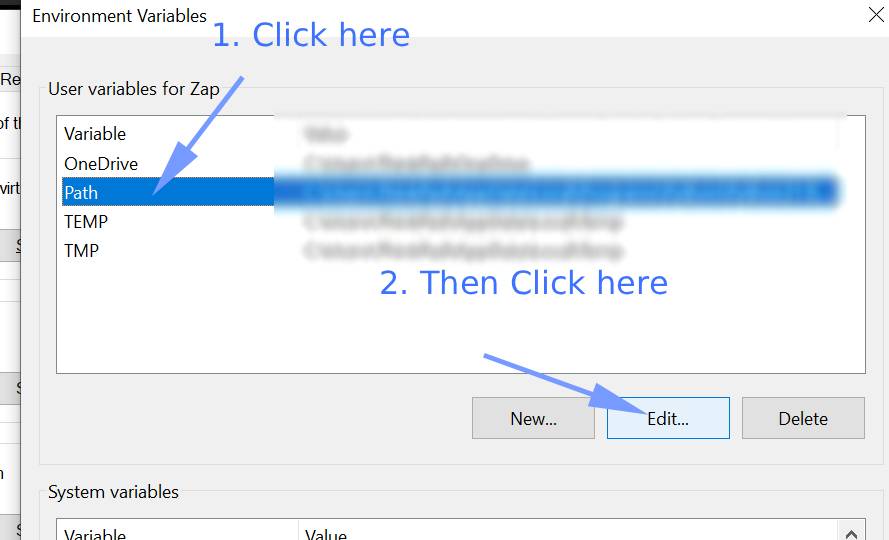 Environment Variables
1. Click here
Re
User variables for Zap
of th
Variable
OneDrive
virt
Path
TEMP
TMP
2. Then Click here
New...
Edit...
Delete
System variables
Variable
Value